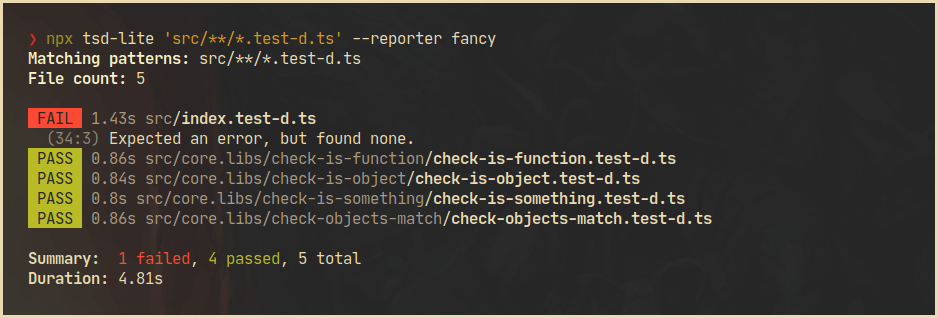 ❯ npx tsd-lite 'src/**/*.test-d.ts' --reporter fancy
Matching patterns: src/**/*.test-d.ts
File count: 5
FAIL 1.43s src/index.test-d.ts
(34:3) Expected an error, but found none.
PASS 0.86s src/core.libs/check-is-function/check-is-function.test-d.ts
PASS 0.84s src/core.libs/check-is-object/check-is-object.test-d.ts
PASS 0.8s src/core.libs/check-is-something/check-is-something.test-d.ts
PASS 0.86s src/core.libs/check-objects-match/check-objects-match.test-d.ts
Summary: 1 failed, 4 passed, 5 total
Duration: 4.81s